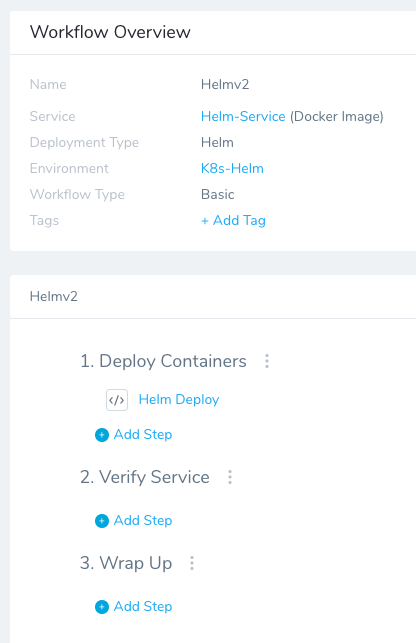 Workflow Overview
Name Helmv2
Service Helm-Service (Docker Image)
Deployment Type Helm
Environment K8s-Helm
Workflow Type Basic
Tags + Add Tag
Helmv2
1. Deploy Containers
</> Helm Deploy
+ Add Step
2. Verify Service
+ Add Step
3. Wrap Up
+ Add Step